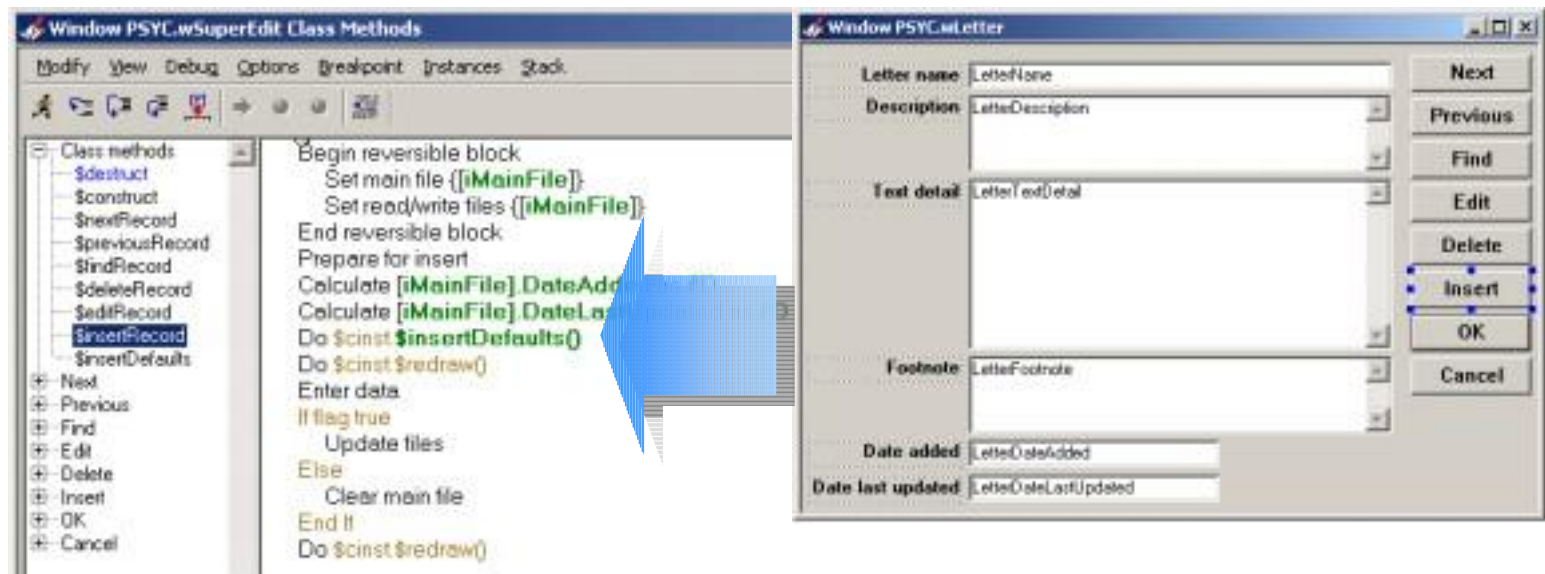 Window PSYC.wSuperEdit Class Methods
Modify View Debug Options Breakpoint Instances Stack
Class methods
$destruct
$construct
$nextRecord
$previousRecord
$findRecord
$deleteRecord
$editRecord
$insertRecord
$insertDefaults
Next
Previous
Find
Edit
Delete
Insert
OK
Cancel
Begin reversible block
Set main file {[iMainFile]}
Set read/write files {[iMainFile]}
End reversible block
Prepare for insert
Calculate [iMainFile].DateAdded
Calculate [iMainFile].DateLas
Do $cinst.$insertDefaults()
Do $cinst.$redraw()
Enter data
If flag true
Update files
Else
Clear main file
End If
Do $cinst.$redraw()
Window PSYC.wLetter
Letter name LetterName
Description LetterDescription
Text detail LetterTextDetail
Footnote LetterFootnote
Date added LetterDateAdded
Date last updated LetterDateLastUpdated
Next
Previous
Find
Edit
Delete
Insert
OK
Cancel